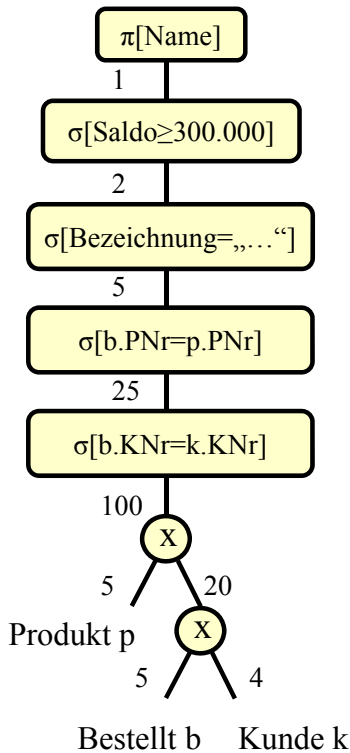 π[Name]
1
σ[Saldo≥300.000]
2
σ[Bezeichnung=„…“]
5
σ[b.PNr=p.PNr]
25
σ[b.KNr=k.KNr]
100
x
5 20
Produkt p x
5 4
Bestellt b Kunde k